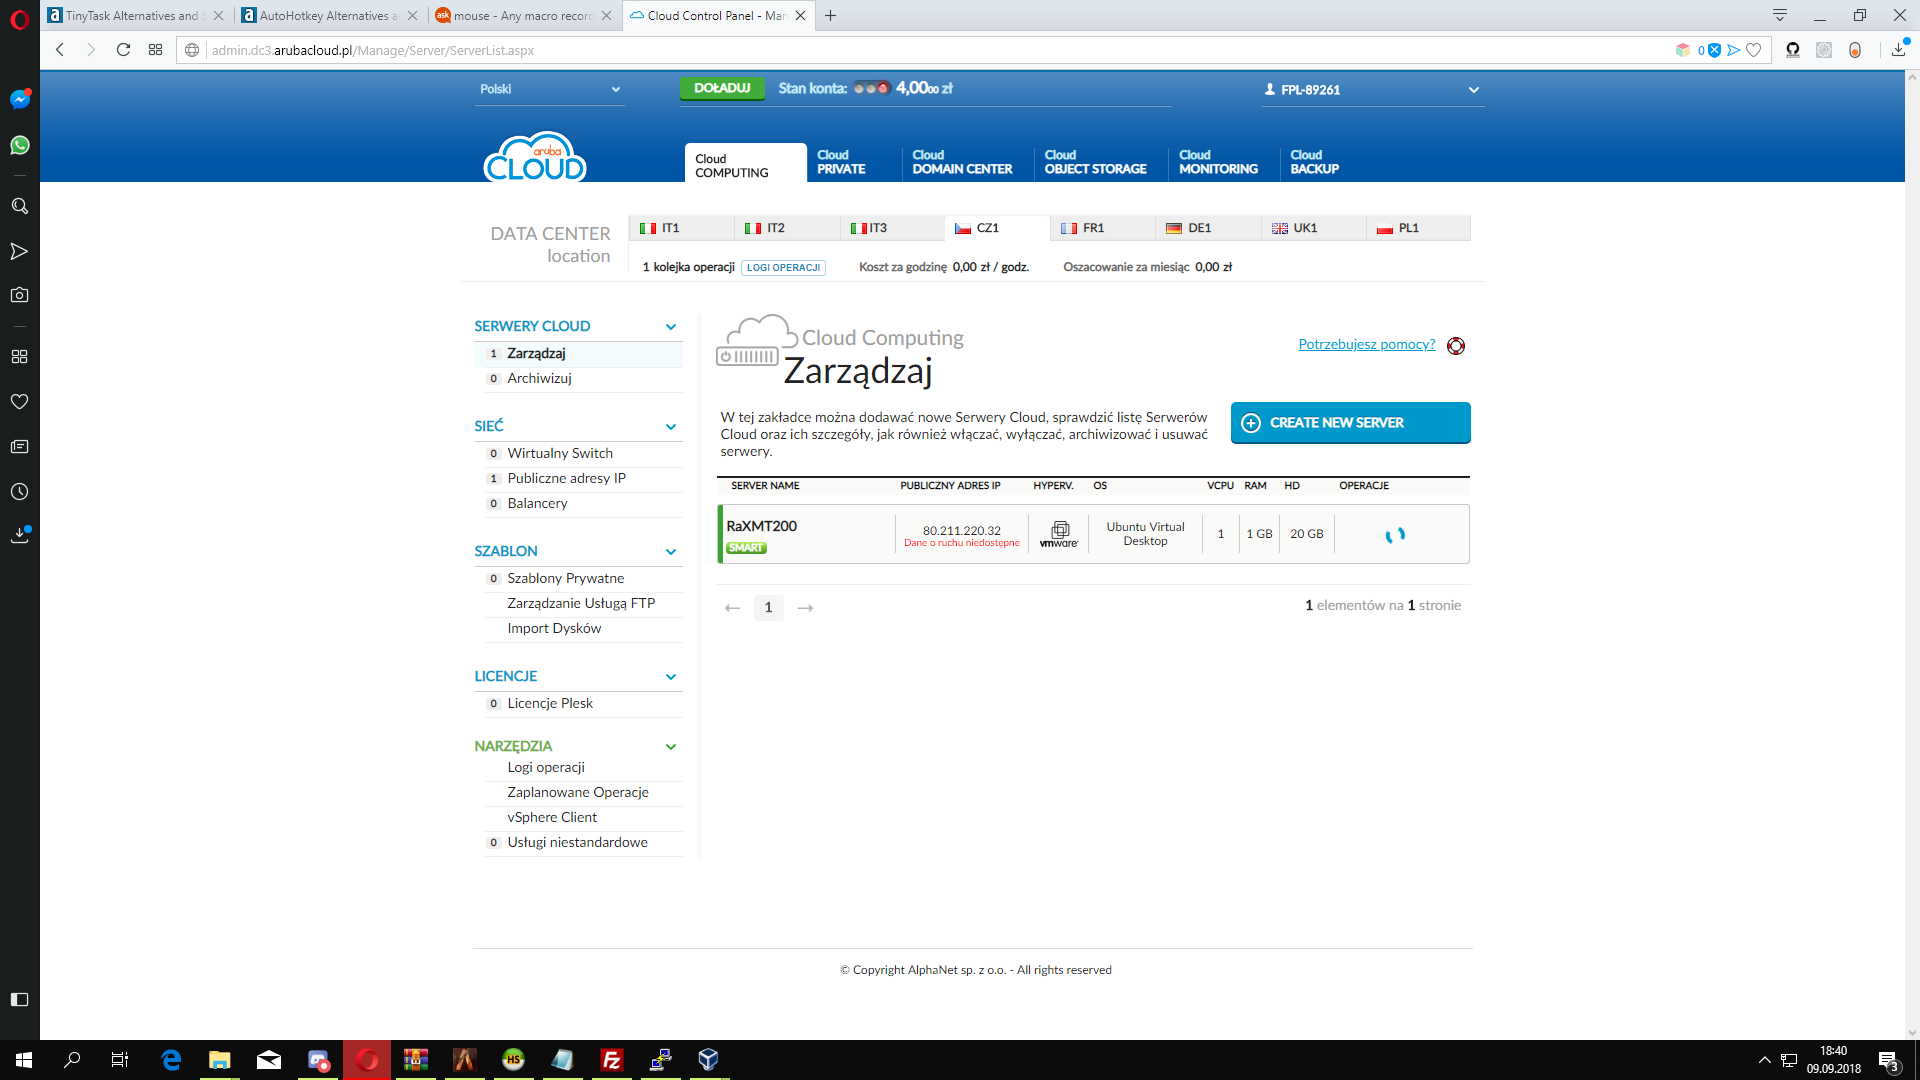 TinyTask Alternatives and S
AutoHotkey Alternatives a
ask mouse - Any macro record
Cloud Control Panel - Man
admin.dc3.arubacloud.pl/Manage/Server/ServerList.aspx
0
Polski
DOŁADUJ
Stan konta: 4,0000 zł
FPL-89261
aruba
CLOUD
Cloud
COMPUTING
Cloud
PRIVATE
Cloud
DOMAIN CENTER
Cloud
OBJECT STORAGE
Cloud
MONITORING
Cloud
BACKUP
DATA CENTER
location
IT1
IT2
IT3
CZ1
FR1
DE1
UK1
PL1
1 kolejka operacji LOGI OPERACJI Koszt za godzinę 0,00 zł / godz. Oszacowanie za miesiąc 0,00 zł
SERWERY CLOUD
1 Zarządzaj
0 Archiwizuj
SIEĆ
0 Wirtualny Switch
1 Publiczne adresy IP
0 Balancery
SZABLON
0 Szablony Prywatne
Zarządzanie Usługą FTP
Import Dysków
LICENCJE
0 Licencje Plesk
NARZĘDZIA
Logi operacji
Zaplanowane Operacje
vSphere Client
0 Usługi niestandardowe
Cloud Computing
Zarządzaj
Potrzebujesz pomocy?
W tej zakładce można dodawać nowe Serwery Cloud, sprawdzić listę Serwerów
Cloud oraz ich szczegóły, jak również włączać, wyłączać, archiwizować i usuwać
serwery.
CREATE NEW SERVER
SERVER NAME PUBLICZNY ADRES IP HYPERV. OS VCPU RAM HD OPERACJE
RaXMT200
SMART
80.211.220.32
Dane o ruchu niedostępne
vmware
Ubuntu Virtual
Desktop
1
1 GB
20 GB
← 1 →
1 elementów na 1 stronie
© Copyright AlphaNet sp. z o.o. - All rights reserved
HS
Fz
18:40
09.09.2018
3